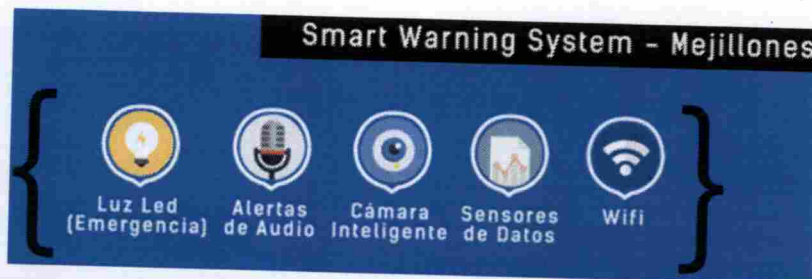 Smart Warning System - Mejillones
Luz Led
(Emergencia)
Alertas
de Audio
Cámara
Inteligente
Sensores
de Datos
Wifi